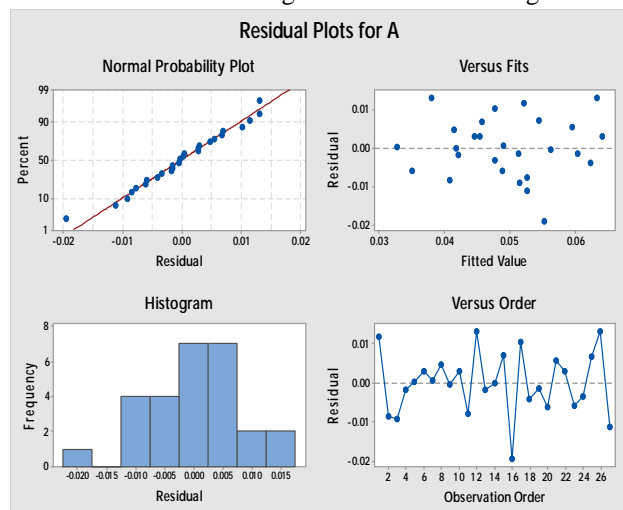 Residual Plots for A
Normal Probability Plot
Versus Fits
99
90
50
10
1
Percent
-0.02 -0.01 0.00 0.01 0.02
Residual
0.01
0.00
-0.01
-0.02
Residual
0.03 0.04 0.05 0.06
Fitted Value
Histogram
Versus Order
8
6
4
2
0
Frequency
-0.020 -0.015 -0.010 -0.005 0.000 0.005 0.010 0.015
Residual
0.01
0.00
-0.01
-0.02
Residual
2 4 6 8 10 12 14 16 18 20 22 24 26
Observation Order